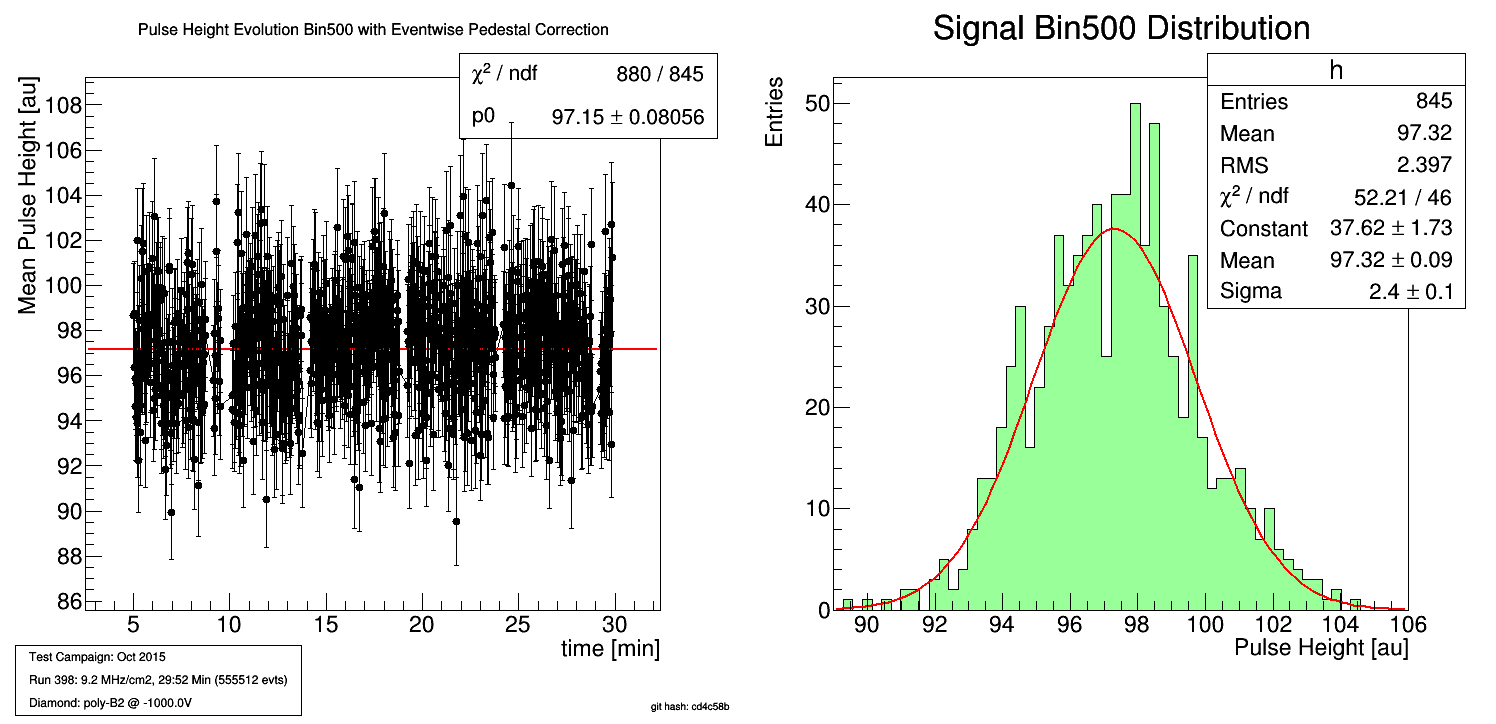 Pulse Height Evolution Bin500 with Eventwise Pedestal Correction
χ² / ndf 880 / 845
p0 97.15 ± 0.08056
Mean Pulse Height [au]
108
106
104
102
100
98
96
94
92
90
88
86
5 10 15 20 25 30
time [min]
Test Campaign: Oct 2015
Run 398: 9.2 MHz/cm2, 29:52 Min (555512 evts)
Diamond: poly-B2 @ -1000.0V
git hash: cd4c58b
Signal Bin500 Distribution
h
Entries 845
Mean 97.32
RMS 2.397
χ² / ndf 52.21 / 46
Constant 37.62 ± 1.73
Mean 97.32 ± 0.09
Sigma 2.4 ± 0.1
Entries
50
40
30
20
10
0
90 92 94 96 98 100 102 104 106
Pulse Height [au]